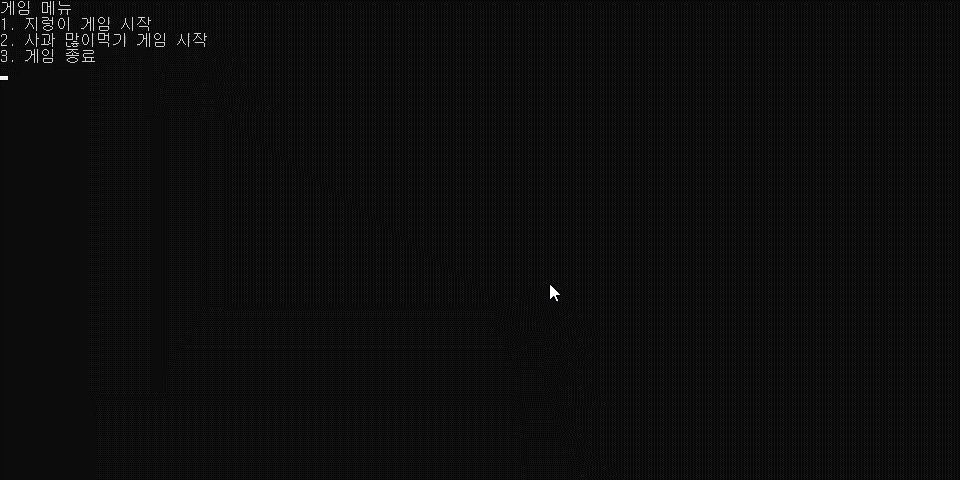 게임 메뉴
1. 지렁이 게임 시작
2. 사과 많이먹기 게임 시작
3. 게임 종료